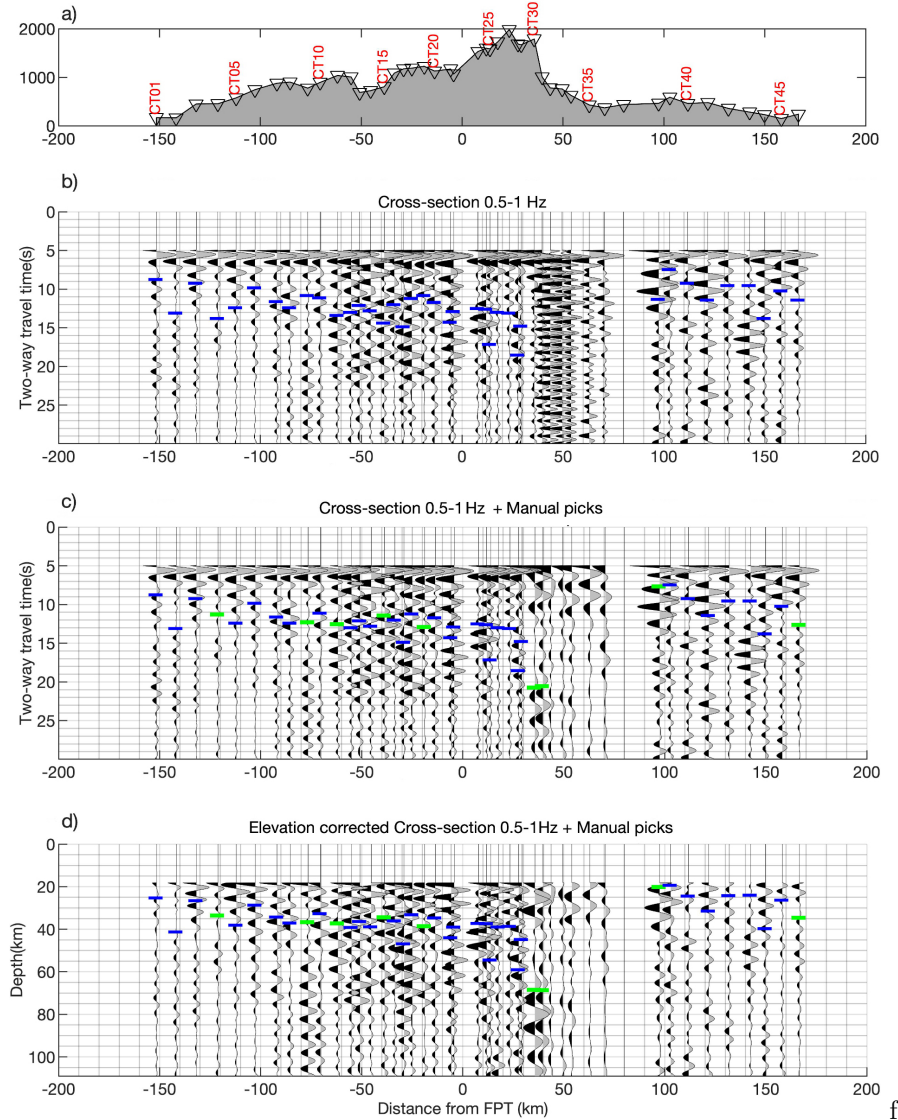 a)
2000
1000
0
CT01
CT05
CT10
CT15
CT20
CT25
CT30
CT35
CT40
CT45
-200 -150 -100 -50 0 50 100 150 200
b)
Cross-section 0.5-1 Hz
Two-way travel time(s)
0
5
10
15
20
25
-200 -150 -100 -50 0 50 100 150 200
c)
Cross-section 0.5-1Hz + Manual picks
Two-way travel time(s)
0
5
10
15
20
25
-200 -150 -100 -50 0 50 100 150 200
d)
Elevation corrected Cross-section 0.5-1Hz + Manual picks
Depth(km)
0
20
40
60
80
100
-200 -150 -100 -50 0 50 100 150 200
Distance from FPT (km)
f